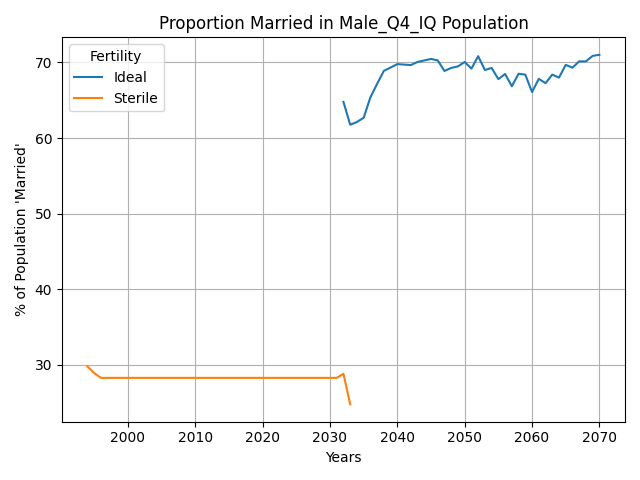 Proportion Married in Male_Q4_IQ Population
Fertility
Ideal
Sterile
% of Population 'Married'
70
60
50
40
30
2000 2010 2020 2030 2040 2050 2060 2070
Years